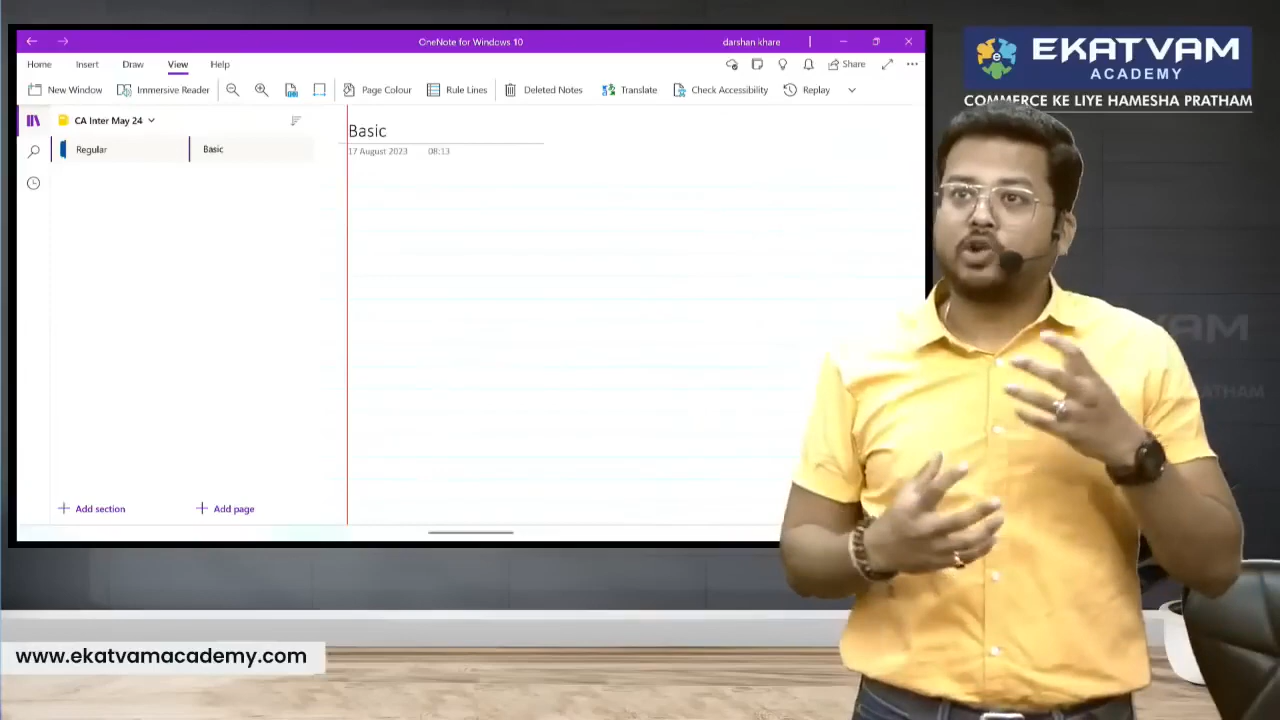 OneNote for Windows 10
darshan khare
Home Insert Draw View Help
Share
New Window Immersive Reader Page Colour Rule Lines Deleted Notes Translate Check Accessibility Replay
CA Inter May 24
Regular
Basic
Basic
17 August 2023 08:13
+ Add section
+ Add page
EKATVAM
ACADEMY
COMMERCE KE LIYE HAMESHA PRATHAM
AM
RATHAM
www.ekatvamacademy.com